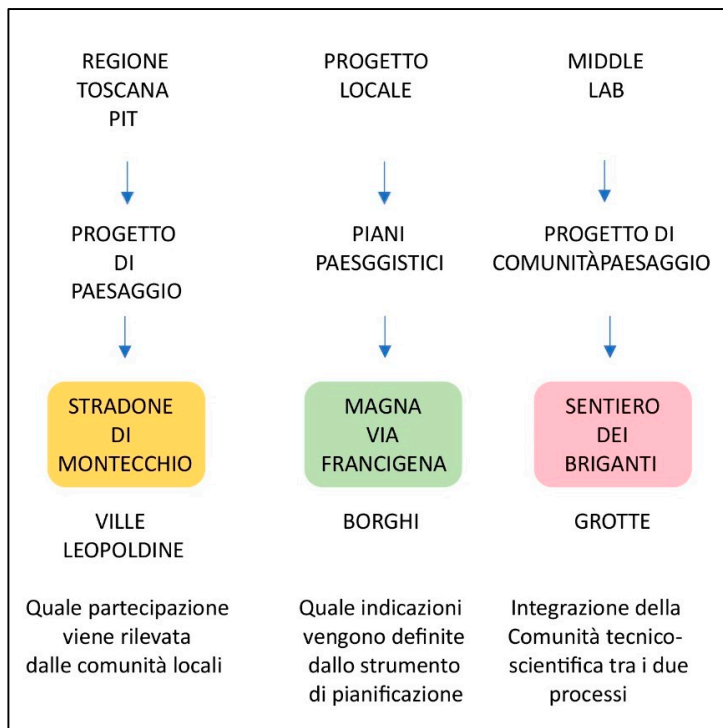 REGIONE
TOSCANA
PIT
PROGETTO
DI
PAESAGGIO
STRADONE
DI
MONTECCHIO
VILLE
LEOPOLDINE
Quale partecipazione
viene rilevata
dalle comunità locali
PROGETTO
LOCALE
PIANI
PAESGGISTICI
MAGNA
VIA
FRANCIGENA
BORGHI
Quale indicazioni
vengono definite
dallo strumento
di pianificazione
MIDDLE
LAB
PROGETTO DI
COMUNITÀPAESAGGIO
SENTIERO
DEI
BRIGANTI
GROTTE
Integrazione della
Comunità tecnico-
scientifica tra i due
processi